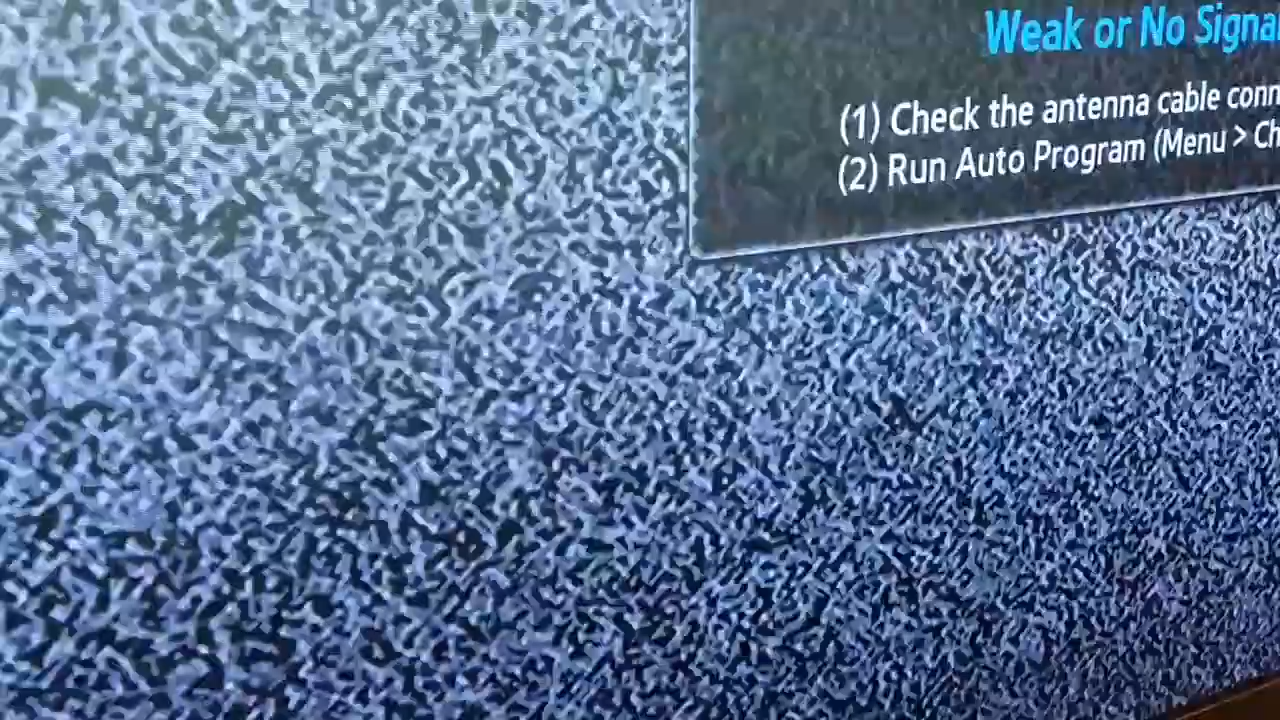 Weak or No Signa
(1) Check the antenna cable conn
(2) Run Auto Program (Menu > Ch